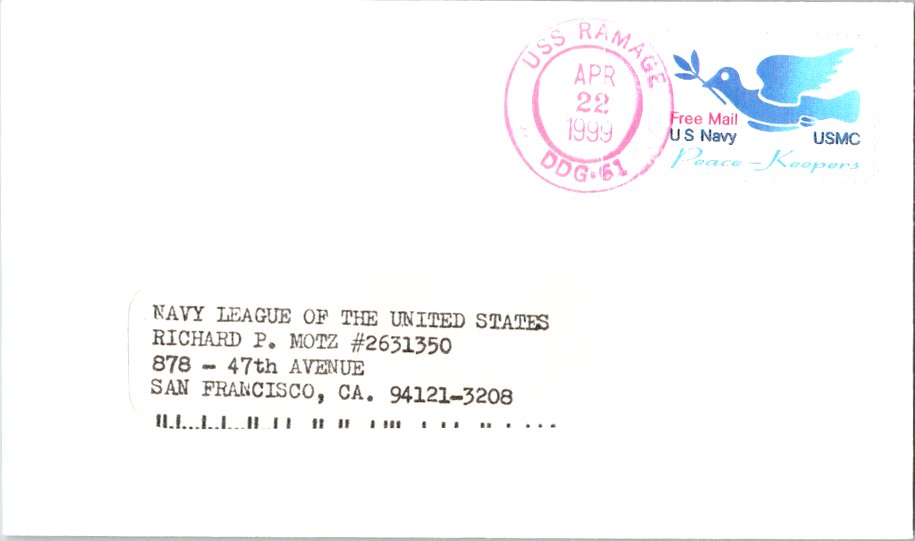 USS RAMAGE
APR
22
1999
DDG-61
Free Mail
US Navy USMC
Peace-Keepers
NAVY LEAGUE OF THE UNITED STATES
RICHARD P. MOTZ #2631350
878 - 47th AVENUE
SAN FRANCISCO, CA. 94121-3208